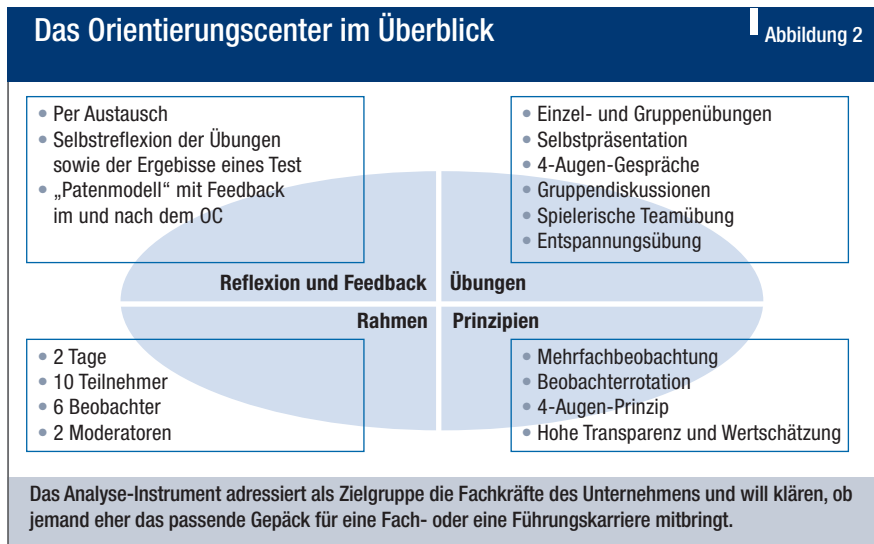 Das Orientierungscenter im Überblick
Abbildung 2
• Per Austausch
• Selbstreflexion der Übungen
sowie der Ergebnisse eines Test
• „Patenmodell“ mit Feedback
im und nach dem OC
• Einzel- und Gruppenübungen
• Selbstpräsentation
• 4-Augen-Gespräche
• Gruppendiskussionen
• Spielerische Teamübung
• Entspannungsübung
Reflexion und Feedback
Übungen
Rahmen
Prinzipien
• 2 Tage
• 10 Teilnehmer
• 6 Beobachter
• 2 Moderatoren
• Mehrfachbeobachtung
• Beobachterrotation
• 4-Augen-Prinzip
• Hohe Transparenz und Wertschätzung
Das Analyse-Instrument adressiert als Zielgruppe die Fachkräfte des Unternehmens und will klären, ob
jemand eher das passende Gepäck für eine Fach- oder eine Führungskarriere mitbringt.